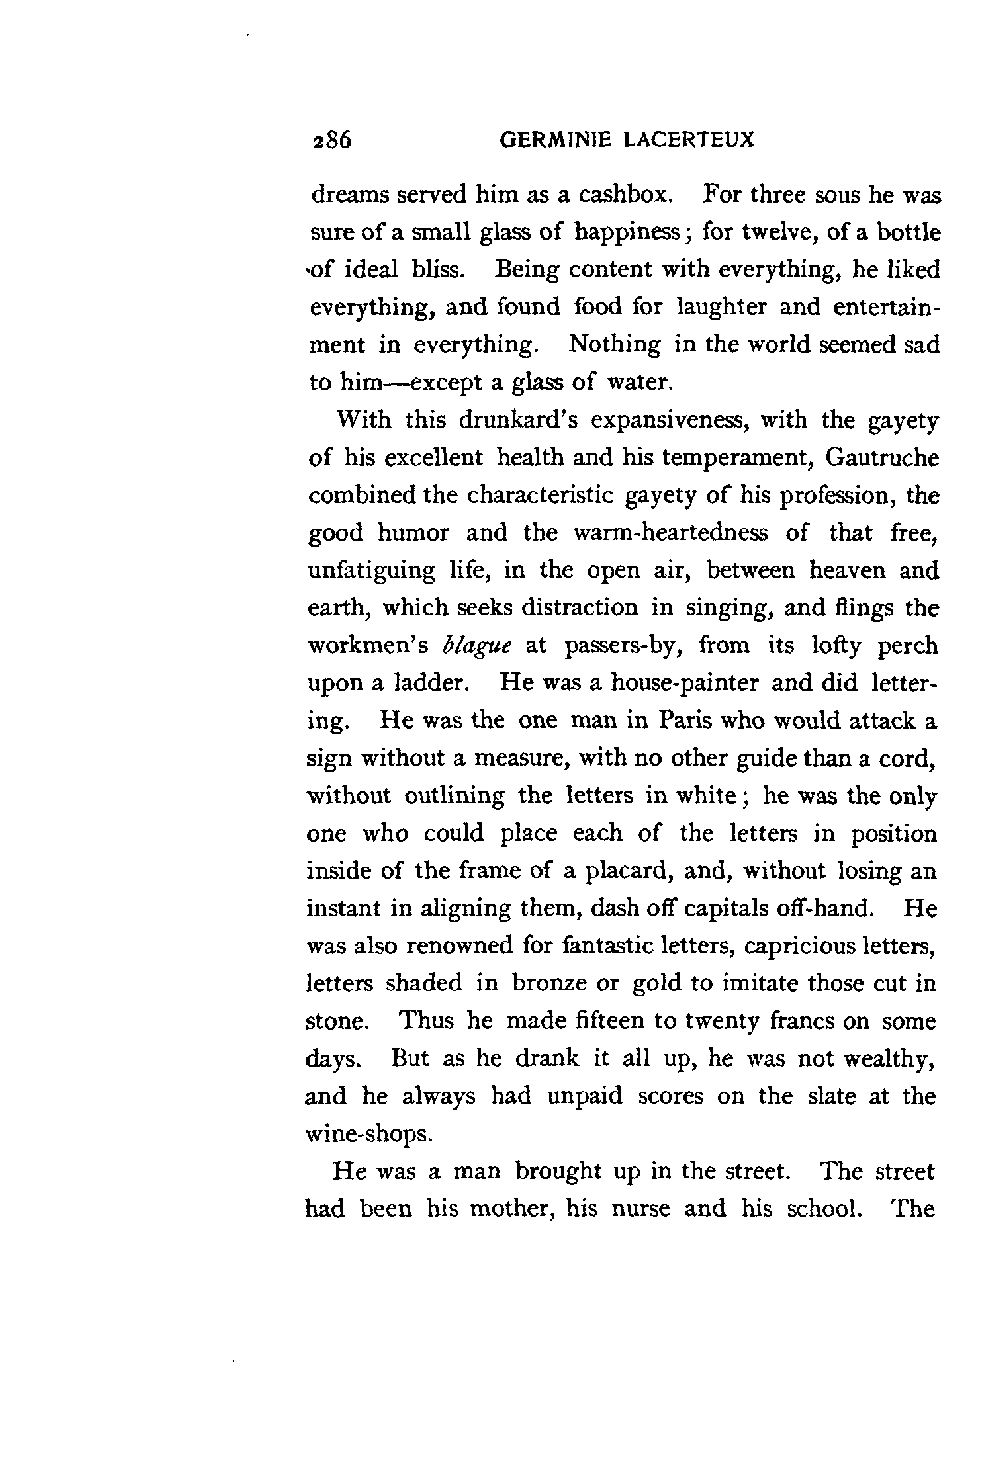 286 GERMINIE LACERTEUX
dreams served him as a cashbox. For three sous he was
sure of a small glass of happiness; for twelve, of a bottle
of ideal bliss. Being content with everything, he liked
everything, and found food for laughter and entertain-
ment in everything. Nothing in the world seemed sad
to him—except a glass of water.
With this drunkard's expansiveness, with the gayety
of his excellent health and his temperament, Gautruche
combined the characteristic gayety of his profession, the
good humor and the warm-heartedness of that free,
unfatiguing life, in the open air, between heaven and
earth, which seeks distraction in singing, and flings the
workmen's blague at passers-by, from its lofty perch
upon a ladder. He was a house-painter and did letter-
ing. He was the one man in Paris who would attack a
sign without a measure, with no other guide than a cord,
without outlining the letters in white; he was the only
one who could place each of the letters in position
inside of the frame of a placard, and, without losing an
instant in aligning them, dash off capitals off-hand. He
was also renowned for fantastic letters, capricious letters,
letters shaded in bronze or gold to imitate those cut in
stone. Thus he made fifteen to twenty francs on some
days. But as he drank it all up, he was not wealthy,
and he always had unpaid scores on the slate at the
wine-shops.
He was a man brought up in the street. The street
had been his mother, his nurse and his school. The